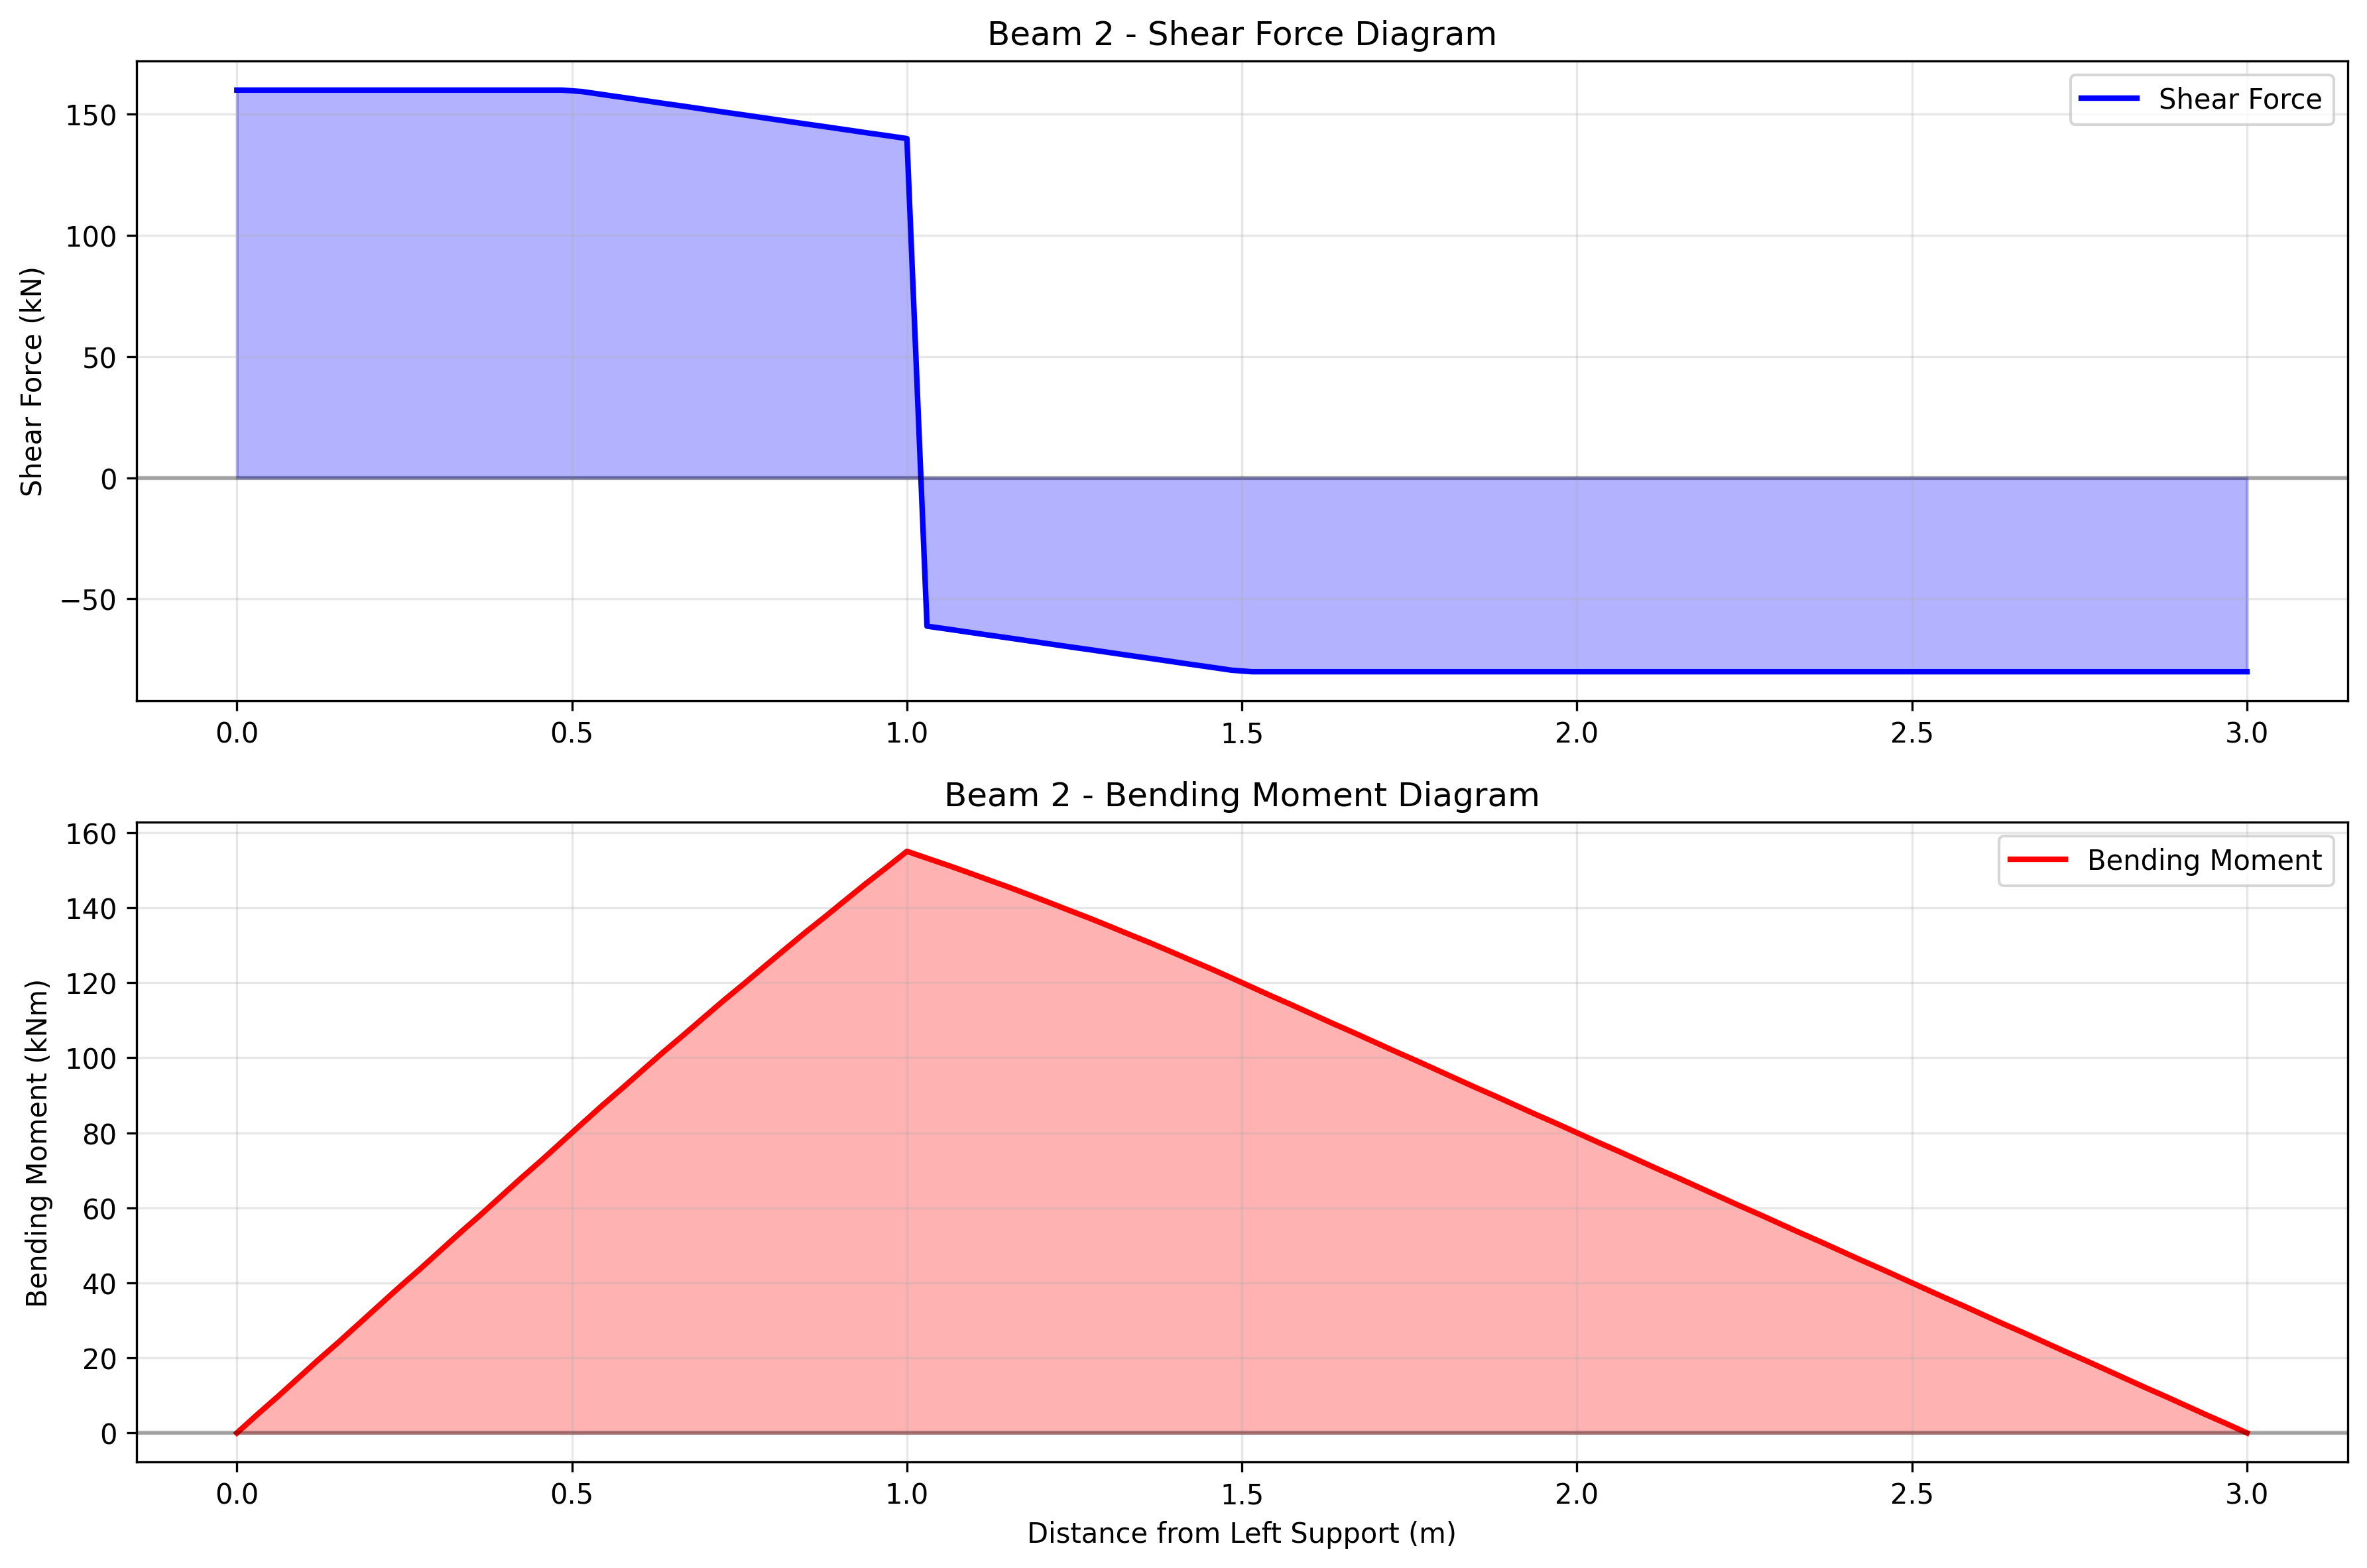 Beam 2 - Shear Force Diagram
Shear Force
150
100
50
0
−50
Shear Force (kN)
0.0 0.5 1.0 1.5 2.0 2.5 3.0
Beam 2 - Bending Moment Diagram
Bending Moment
160
140
120
100
80
60
40
20
0
Bending Moment (kNm)
0.0 0.5 1.0 1.5 2.0 2.5 3.0
Distance from Left Support (m)